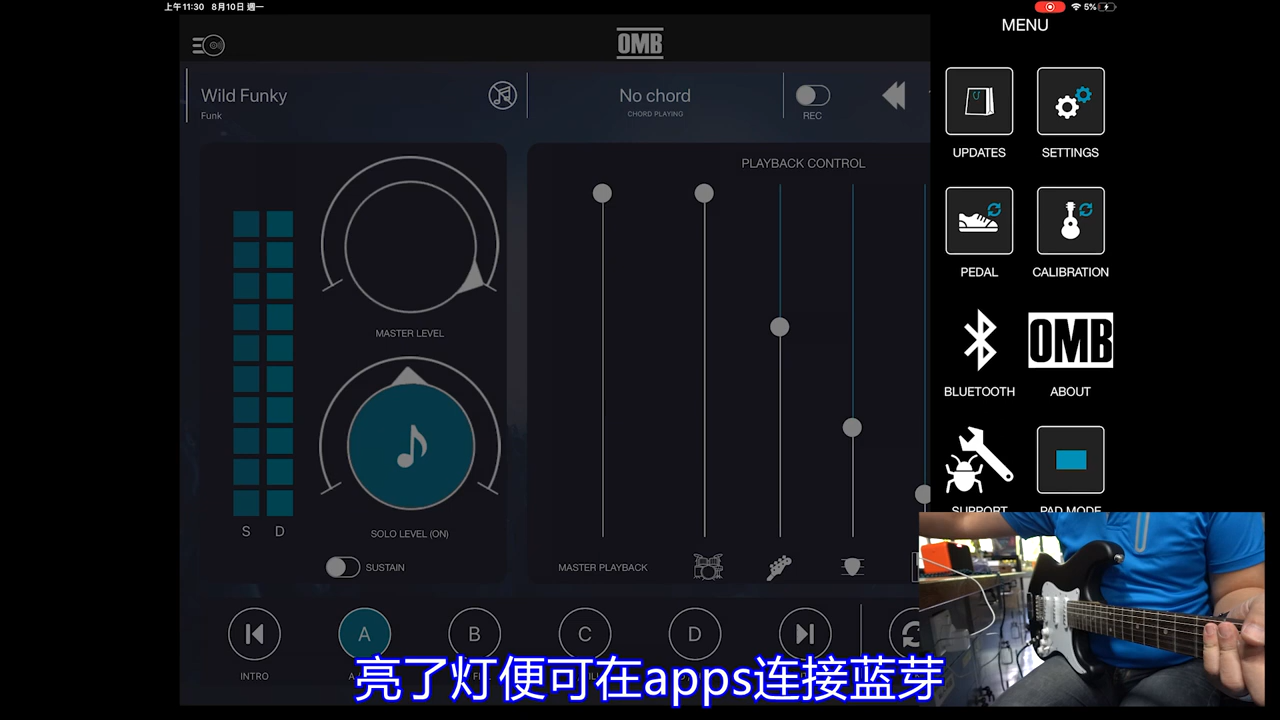 上午11:30 8月10日 週一
5%
MENU
OMB
Wild Funky
Funk
No chord
CHORD PLAYING
REC
UPDATES
SETTINGS
PLAYBACK CONTROL
PEDAL
CALIBRATION
MASTER LEVEL
OMB
BLUETOOTH
ABOUT
S
D
SOLO LEVEL (ON)
SUSTAIN
MASTER PLAYBACK
SUPPORT
PAD MODE
A
B
C
D
INTRO
亮了灯便可在apps连接蓝芽